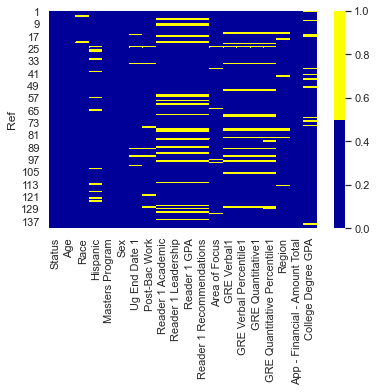 Ref
1
9
17
25
33
41
49
57
65
73
81
89
97
105
113
121
129
137
Status
Age
Race
Hispanic
Masters Program
Sex
Ug End Date 1
Post-Bac Work
Reader 1 Academic
Reader 1 Leadership
Reader 1 GPA
Reader 1 Recommendations
Area of Focus
GRE Verbal1
GRE Verbal Percentile1
GRE Quantitative1
GRE Quantitative Percentile1
Region
App - Financial - Amount Total
College Degree GPA
1.0
0.8
0.6
0.4
0.2
0.0